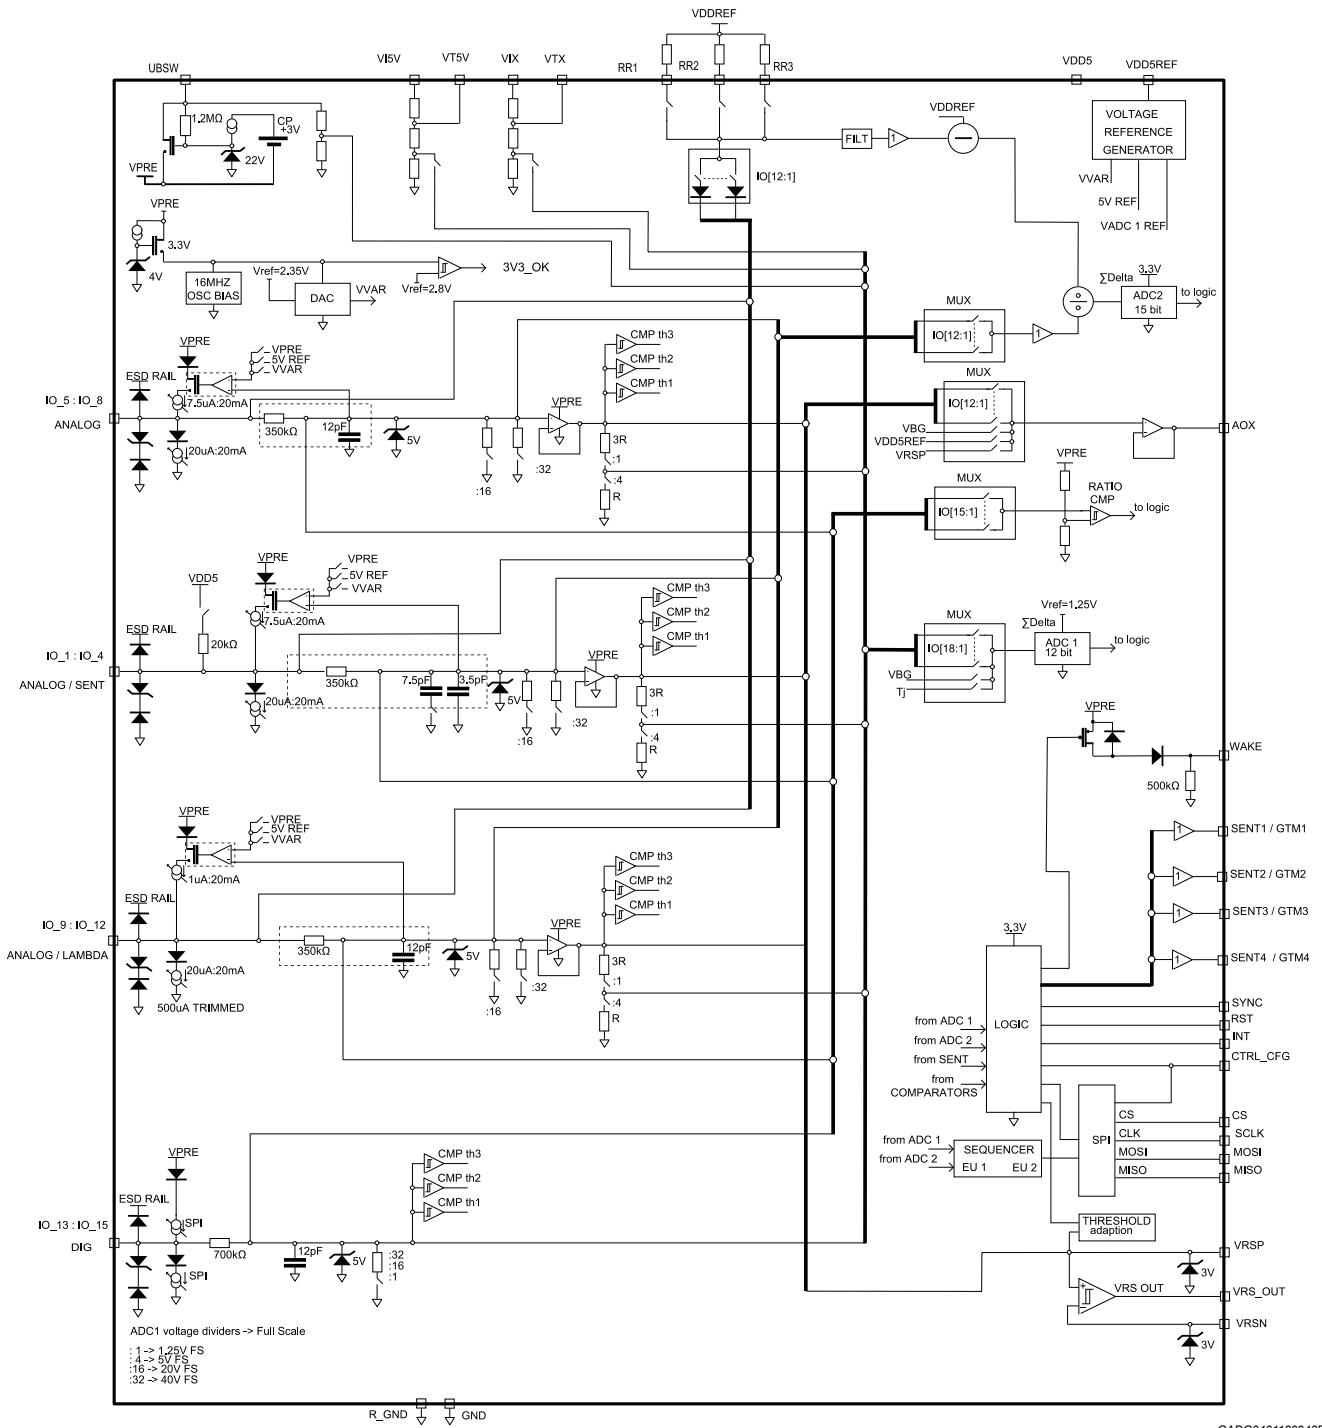 VDDREF
UBSW
VI5V
VT5V
VIX
VTX
RR1
RR2
RR3
VDD5
VDD5REF
1.2MΩ
CP
+3V
22V
VPRE
VDDREF
FILT
1
VOLTAGE
REFERENCE
GENERATOR
IO[12:1]
VVAR
5V REF
VADC 1 REF
VPRE
3.3V
4V
16MHZ
OSC BIAS
Vref=2.35V
DAC
VVAR
Vref=2.8V
3V3_OK
∑Delta
3.3V
ADC2
15 bit
to logic
MUX
IO[12:1]
1
VPRE
VPRE
5V REF
VVAR
CMP th3
CMP th2
CMP th1
ESD RAIL
7.5uA:20mA
IO_5 : IO_8
ANALOG
350kΩ
12pF
5V
VPRE
20uA:20mA
:16
:32
3R
:1
:4
R
MUX
IO[12:1]
VBG
VDD5REF
VRSP
AOX
MUX
IO[15:1]
VPRE
RATIO
CMP
to logic
VPRE
VPRE
5V REF
VVAR
VDD5
7.5uA:20mA
CMP th3
CMP th2
CMP th1
ESD RAIL
20kΩ
IO_1 : IO_4
ANALOG / SENT
350kΩ
7.5pF
3.5pF
5V
VPRE
20uA:20mA
:16
:32
3R
:1
:4
R
MUX
IO[18:1]
VBG
Tj
Vref=1.25V
∑Delta
ADC 1
12 bit
to logic
VPRE
WAKE
500kΩ
VPRE
VPRE
5V REF
VVAR
1uA:20mA
CMP th3
CMP th2
CMP th1
ESD RAIL
IO_9 : IO_12
ANALOG / LAMBDA
350kΩ
12pF
5V
VPRE
20uA:20mA
500uA TRIMMED
:16
:32
3R
:1
:4
R
1
SENT1 / GTM1
1
SENT2 / GTM2
1
SENT3 / GTM3
1
SENT4 / GTM4
3.3V
LOGIC
from ADC 1
from ADC 2
from SENT
from
COMPARATORS
SYNC
RST
INT
CTRL_CFG
SPI
CS
CLK
MOSI
MISO
CS
SCLK
MOSI
MISO
from ADC 1
from ADC 2
SEQUENCER
EU 1
EU 2
VPRE
CMP th3
CMP th2
CMP th1
ESD RAIL
SPI
IO_13 : IO_15
DIG
700kΩ
12pF
5V
:32
:16
:1
SPI
THRESHOLD
adaption
VRSP
3V
VRS OUT
VRS_OUT
VRSN
3V
ADC1 voltage dividers -> Full Scale
: 1 -> 1.25V FS
: 4 -> 5V FS
:16 -> 20V FS
:32 -> 40V FS
R_GND
GND